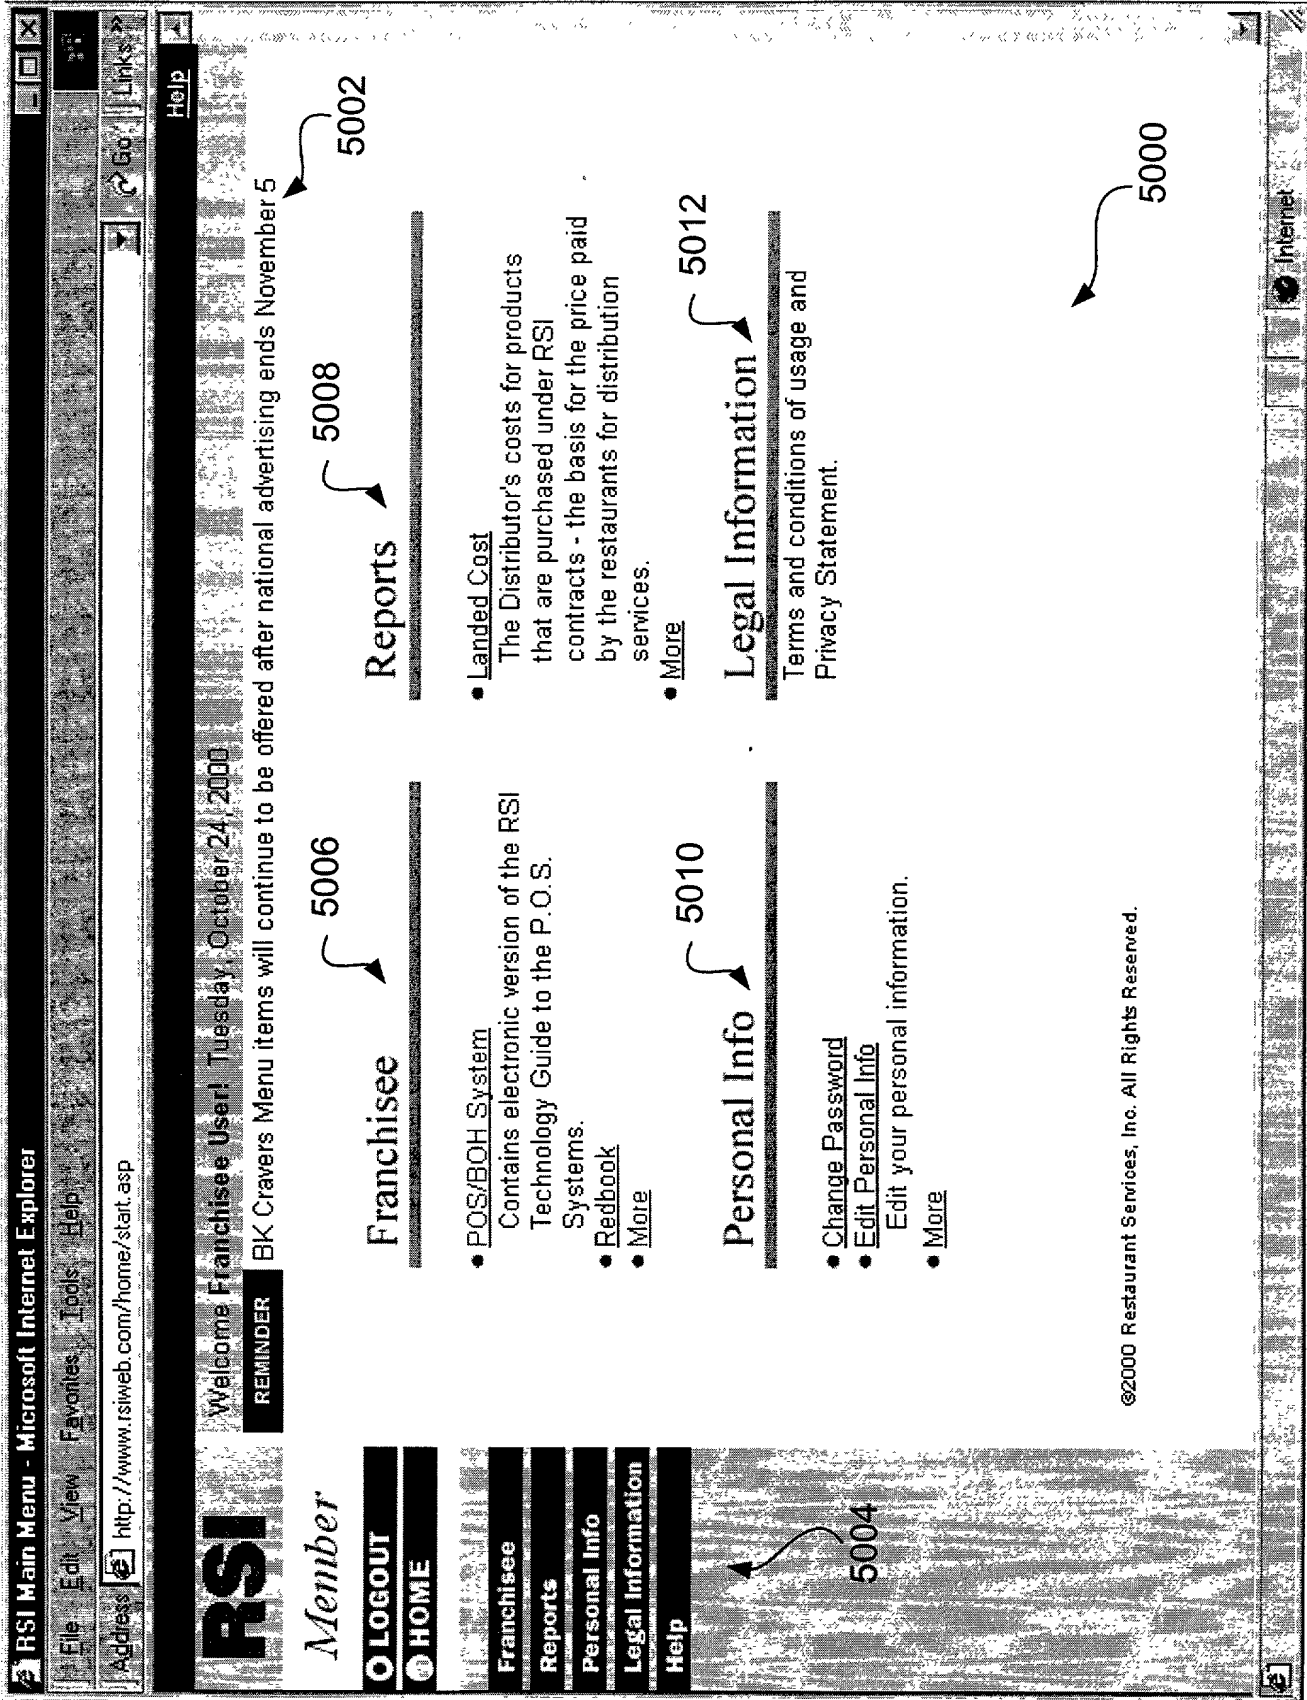 RSI Main Menu - Microsoft Internet Explorer
File Edit View Favorites Tools Help
Address http://www.rsiweb.com/home/start.asp Go Links »
Help
RSI
Welcome Franchisee User! Tuesday, October 24, 2000
REMINDER BK Cravers Menu items will continue to be offered after national advertising ends November 5
5002
Member
LOGOUT
HOME
Franchisee
Reports
Personal Info
Legal Information
Help
5004
Franchisee
5006
• POS/BOH System
Contains electronic version of the RSI
Technology Guide to the P.O.S.
Systems.
• Redbook
• More
Reports
5008
• Landed Cost
The Distributor's costs for products
that are purchased under RSI
contracts - the basis for the price paid
by the restaurants for distribution
services.
• More
Personal Info
5010
• Change Password
• Edit Personal Info
Edit your personal information.
• More
Legal Information
5012
Terms and conditions of usage and
Privacy Statement.
©2000 Restaurant Services, Inc. All Rights Reserved.
5000
Internet